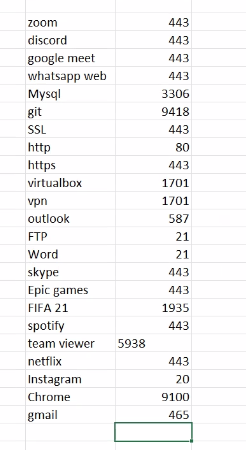 zoom 443
discord 443
google meet 443
whatsapp web 443
Mysql 3306
git 9418
SSL 443
http 80
https 443
virtualbox 1701
vpn 1701
outlook 587
FTP 21
Word 21
skype 443
Epic games 443
FIFA 21 1935
spotify 443
team viewer 5938
netflix 443
Instagram 20
Chrome 9100
gmail 465